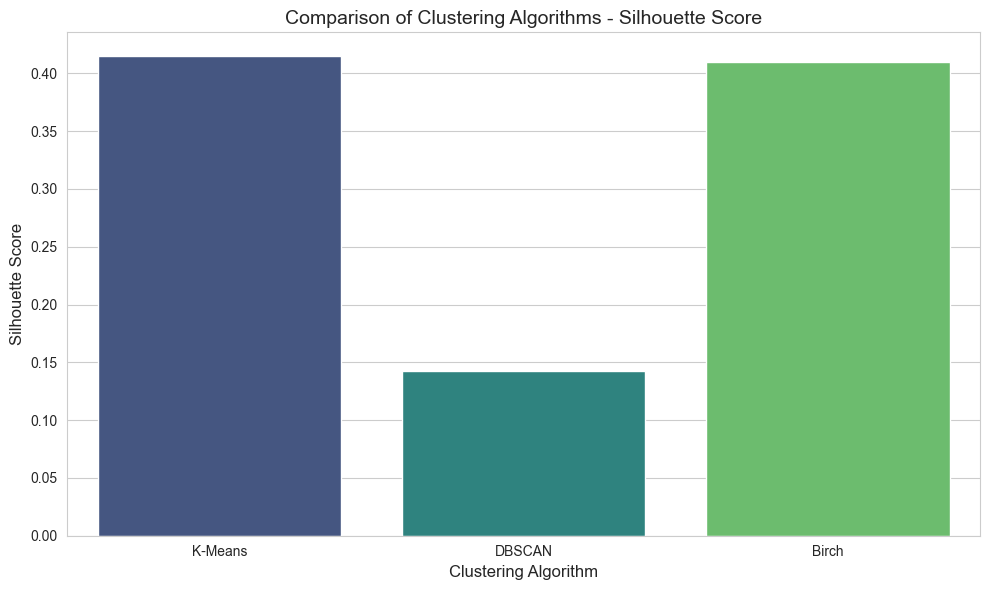 Comparison of Clustering Algorithms - Silhouette Score
Silhouette Score
0.40
0.35
0.30
0.25
0.20
0.15
0.10
0.05
0.00
K-Means
DBSCAN
Birch
Clustering Algorithm